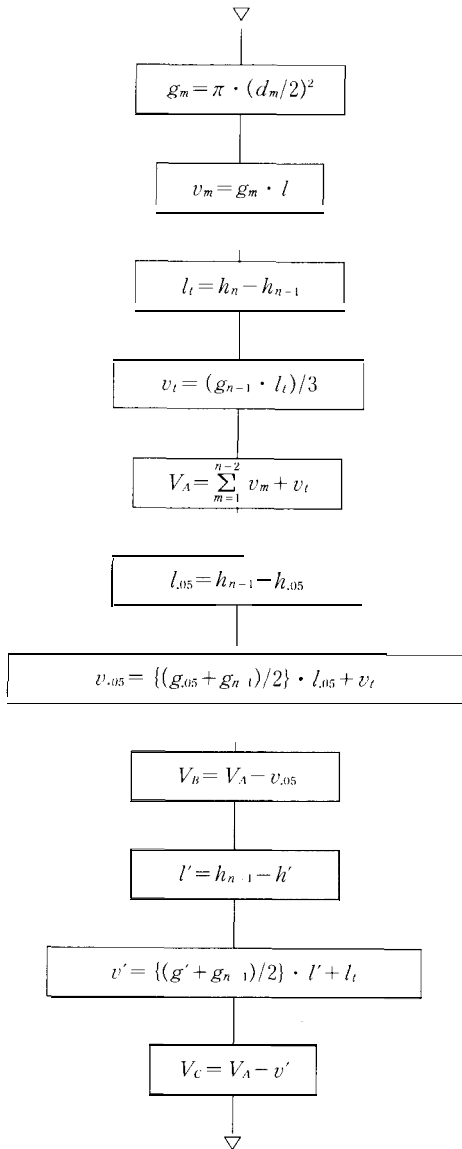 g_m = π · (d_m/2)²
v_m = g_m · l
l_t = h_n − h_{n−1}
v_t = (g_{n−1} · l_t)/3
V_A = ∑_{m=1}^{n−2} v_m + v_t
l_{.05} = h_{n−1} − h_{.05}
v_{.05} = {(g_{.05} + g_{n−1})/2} · l_{.05} + v_t
V_B = V_A − v_{.05}
l′ = h_{n−1} − h′
v′ = {(g′ + g_{n−1})/2} · l′ + l_t
V_C = V_A − v′